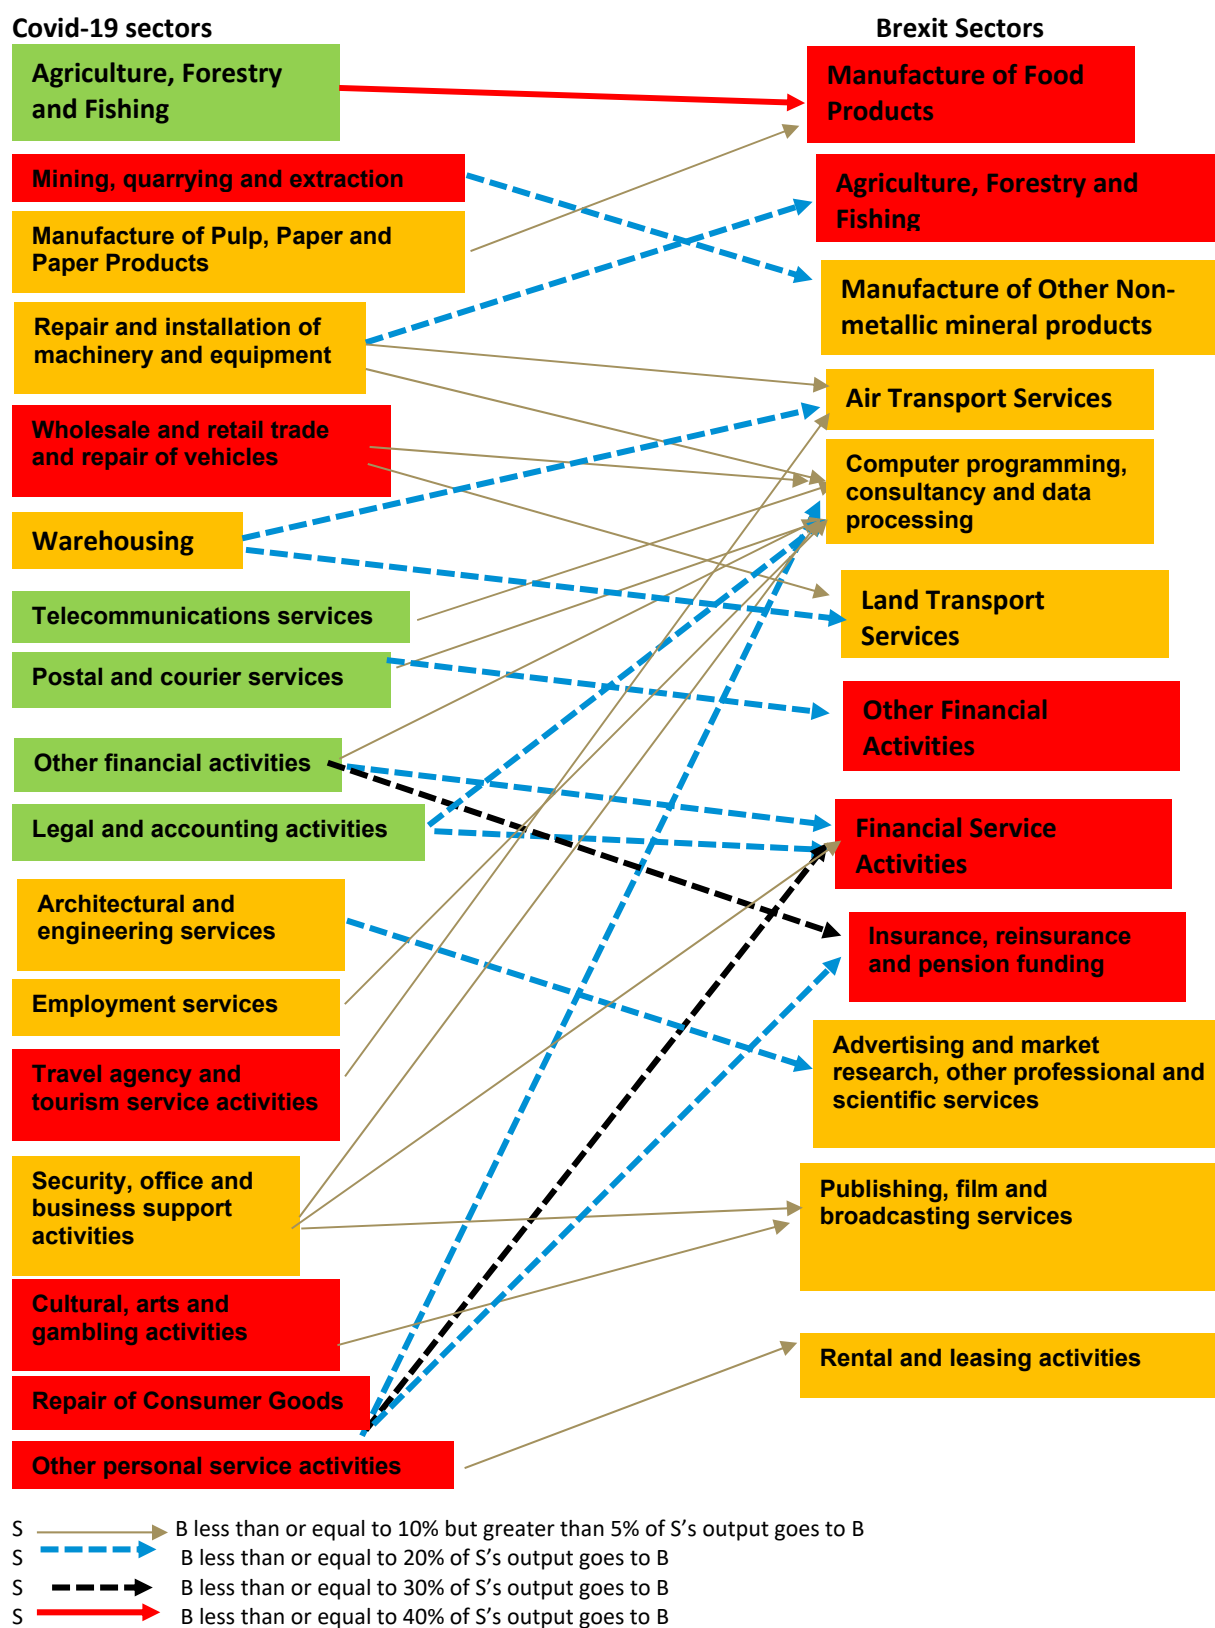 Covid-19 sectors
Brexit Sectors
Agriculture, Forestry
and Fishing
Mining, quarrying and extraction
Manufacture of Pulp, Paper and
Paper Products
Repair and installation of
machinery and equipment
Wholesale and retail trade
and repair of vehicles
Warehousing
Telecommunications services
Postal and courier services
Other financial activities
Legal and accounting activities
Architectural and
engineering services
Employment services
Travel agency and
tourism service activities
Security, office and
business support
activities
Cultural, arts and
gambling activities
Repair of Consumer Goods
Other personal service activities
Manufacture of Food
Products
Agriculture, Forestry and
Fishing
Manufacture of Other Non-
metallic mineral products
Air Transport Services
Computer programming,
consultancy and data
processing
Land Transport
Services
Other Financial
Activities
Financial Service
Activities
Insurance, reinsurance
and pension funding
Advertising and market
research, other professional and
scientific services
Publishing, film and
broadcasting services
Rental and leasing activities
S B less than or equal to 10% but greater than 5% of S’s output goes to B
S B less than or equal to 20% of S’s output goes to B
S B less than or equal to 30% of S’s output goes to B
S B less than or equal to 40% of S’s output goes to B